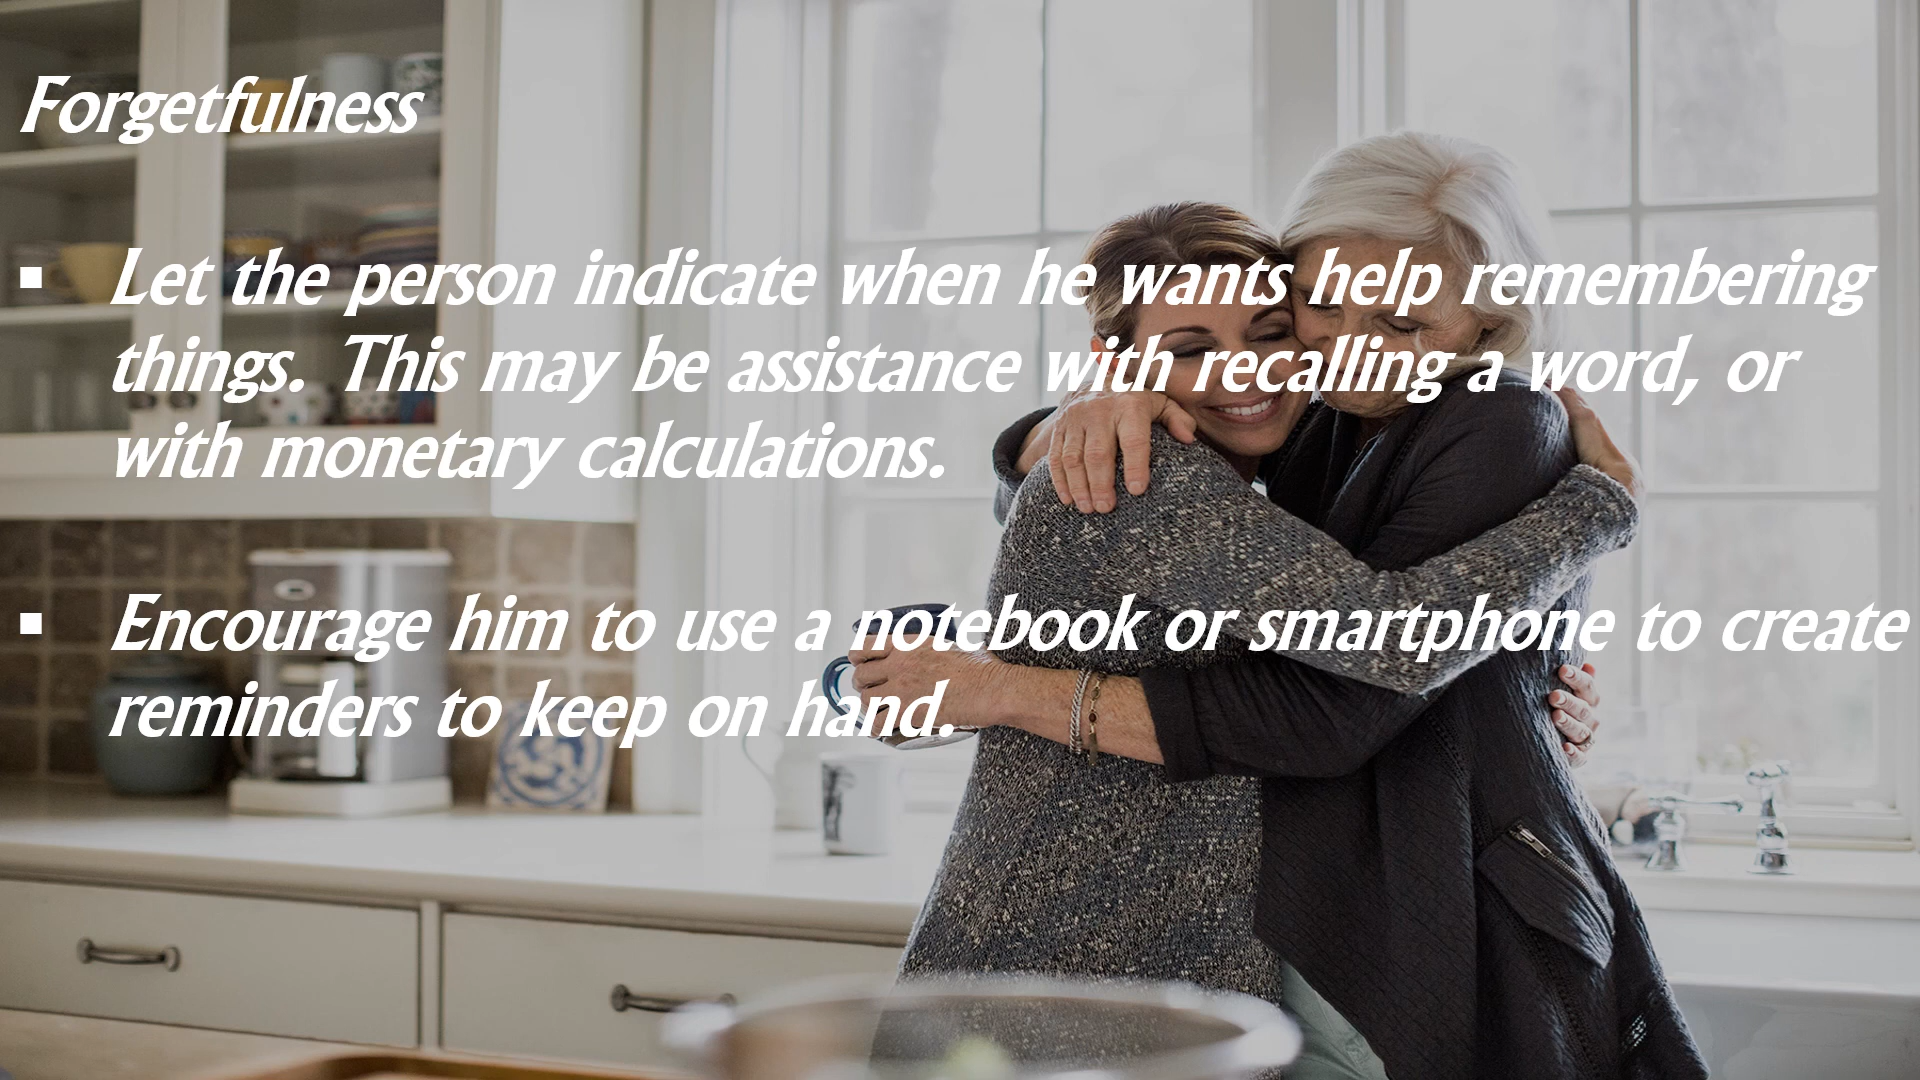 Forgetfulness
▪ Let the person indicate when he wants help remembering
things. This may be assistance with recalling a word, or
with monetary calculations.
▪ Encourage him to use a notebook or smartphone to create
reminders to keep on hand.